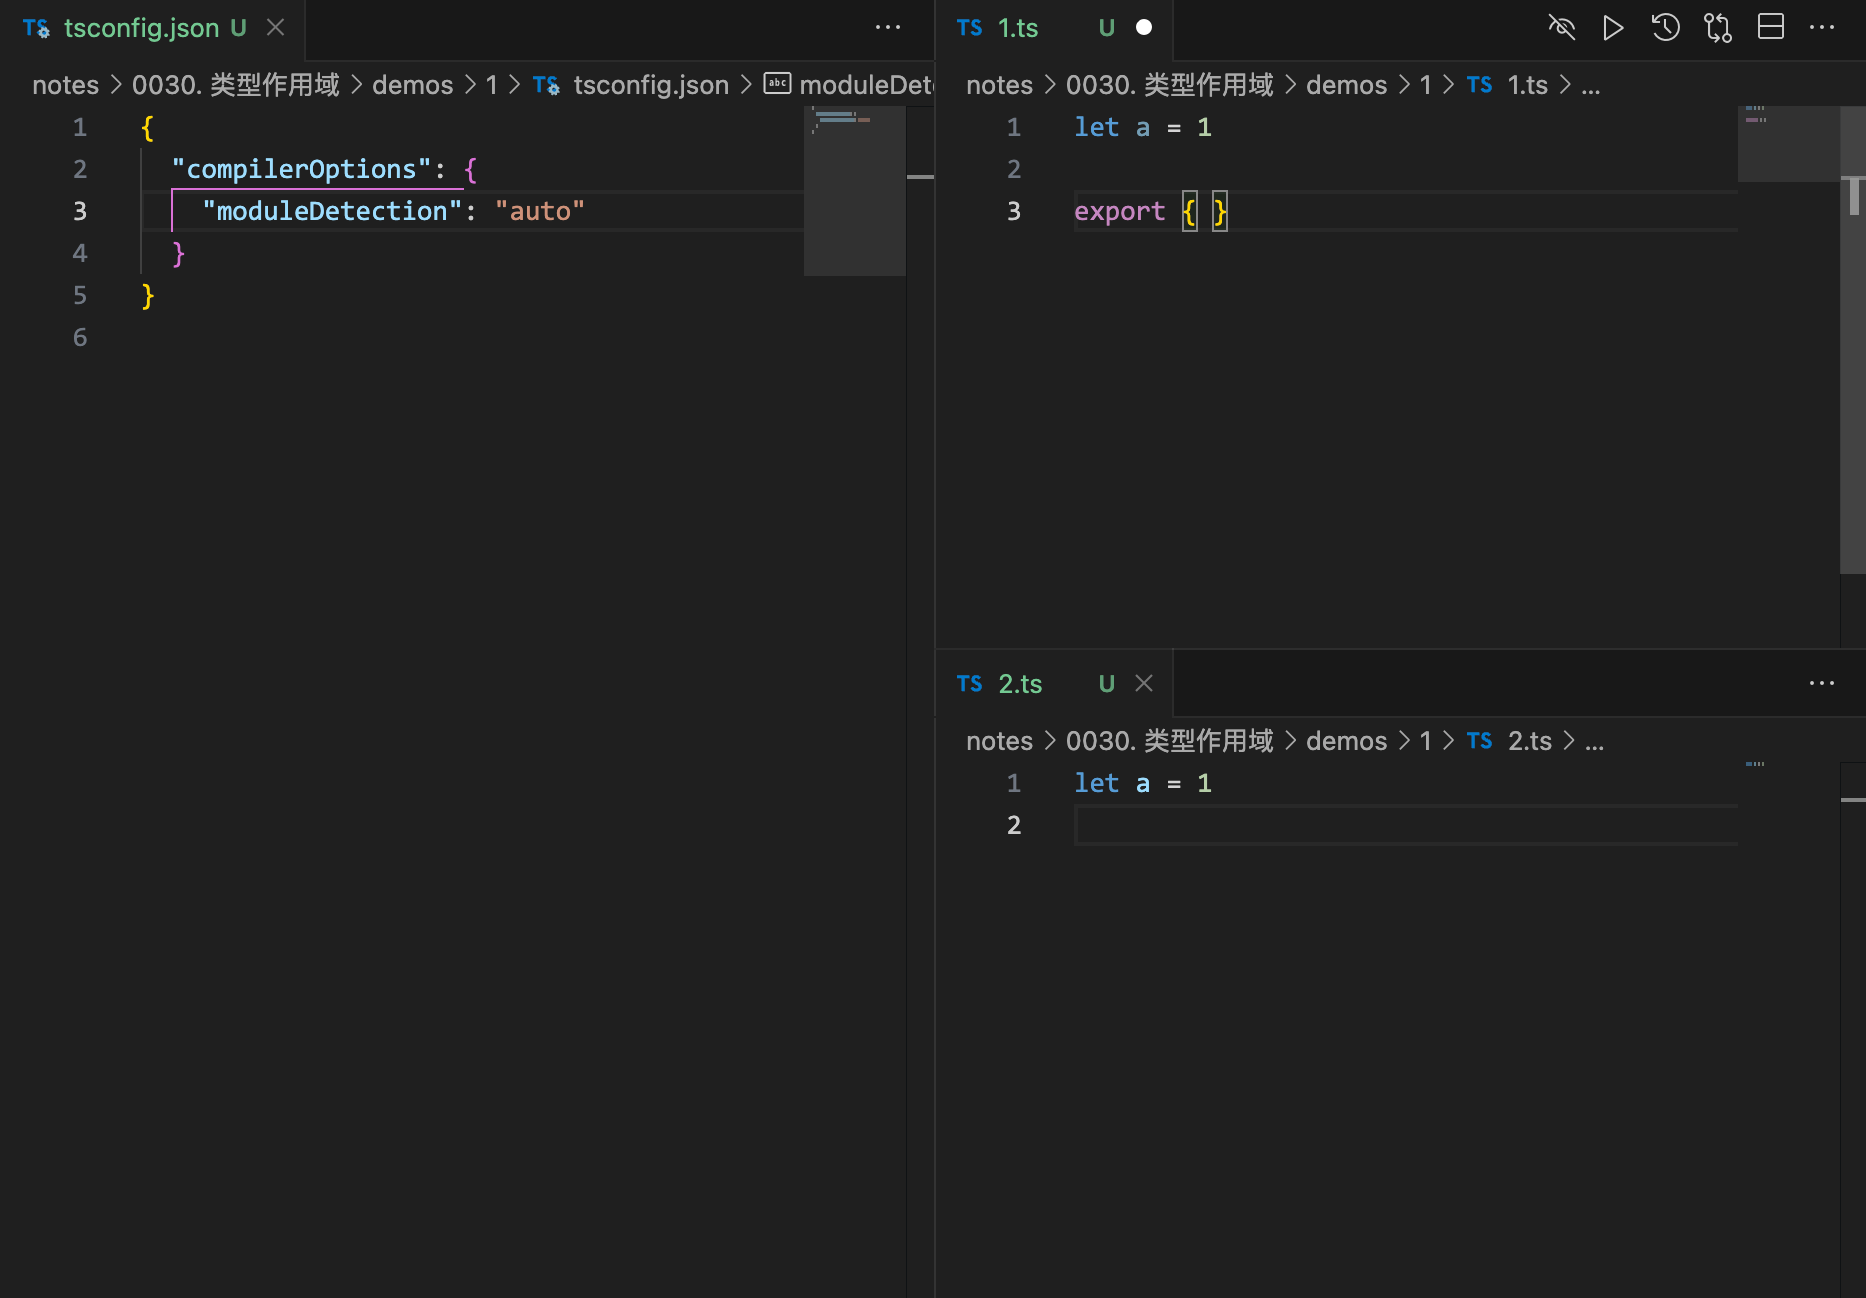 TS tsconfig.json U
notes > 0030. 类型作用域 > demos > 1 > TS tsconfig.json > abc moduleDet
1 {
2 "compilerOptions": {
3 "moduleDetection": "auto"
4 }
5 }
6
TS 1.ts U
notes > 0030. 类型作用域 > demos > 1 > TS 1.ts > ...
1 let a = 1
2
3 export { }
TS 2.ts U
notes > 0030. 类型作用域 > demos > 1 > TS 2.ts > ...
1 let a = 1
2